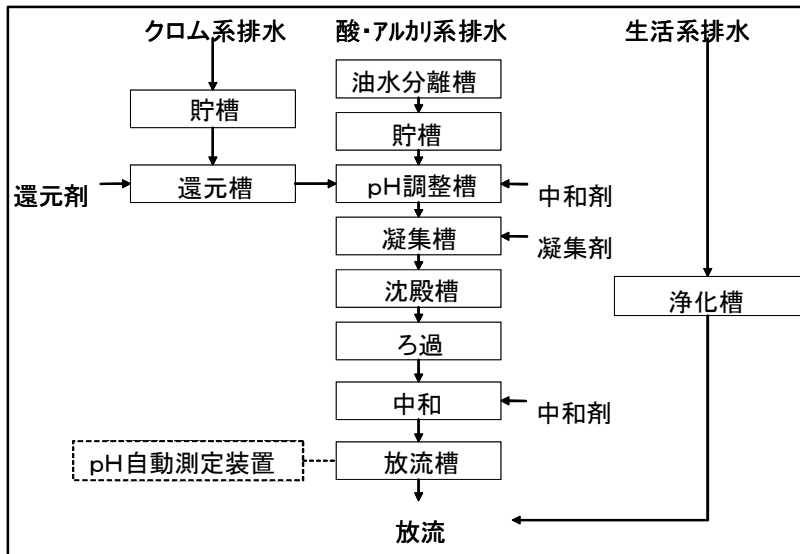 クロム系排水
酸・アルカリ系排水
生活系排水
油水分離槽
貯槽
貯槽
還元剤
還元槽
pH調整槽
中和剤
凝集槽
凝集剤
沈殿槽
浄化槽
ろ過
中和
中和剤
pH自動測定装置
放流槽
放流